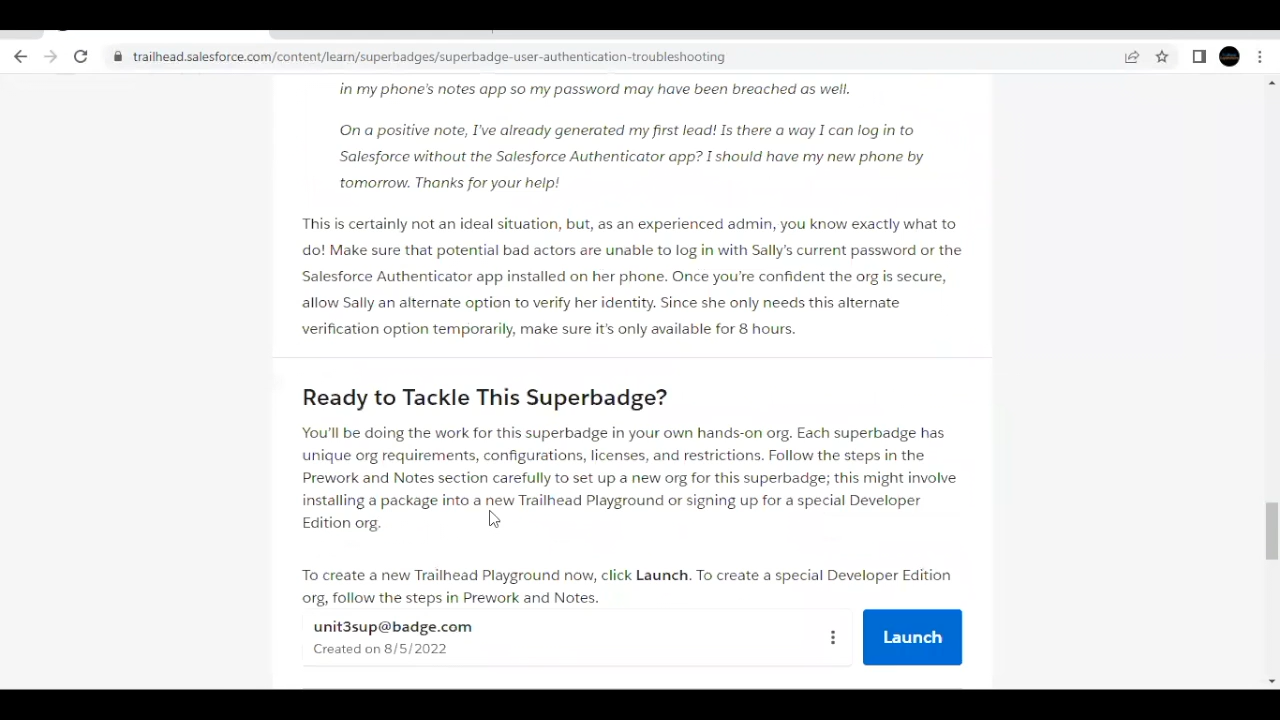 trailhead.salesforce.com/content/learn/superbadges/superbadge-user-authentication-troubleshooting
in my phone's notes app so my password may have been breached as well.
On a positive note, I've already generated my first lead! Is there a way I can log in to
Salesforce without the Salesforce Authenticator app? I should have my new phone by
tomorrow. Thanks for your help!
This is certainly not an ideal situation, but, as an experienced admin, you know exactly what to
do! Make sure that potential bad actors are unable to log in with Sally's current password or the
Salesforce Authenticator app installed on her phone. Once you're confident the org is secure,
allow Sally an alternate option to verify her identity. Since she only needs this alternate
verification option temporarily, make sure it's only available for 8 hours.
Ready to Tackle This Superbadge?
You'll be doing the work for this superbadge in your own hands-on org. Each superbadge has
unique org requirements, configurations, licenses, and restrictions. Follow the steps in the
Prework and Notes section carefully to set up a new org for this superbadge; this might involve
installing a package into a new Trailhead Playground or signing up for a special Developer
Edition org.
To create a new Trailhead Playground now, click Launch. To create a special Developer Edition
org, follow the steps in Prework and Notes.
unit3sup@badge.com
Created on 8/5/2022
Launch